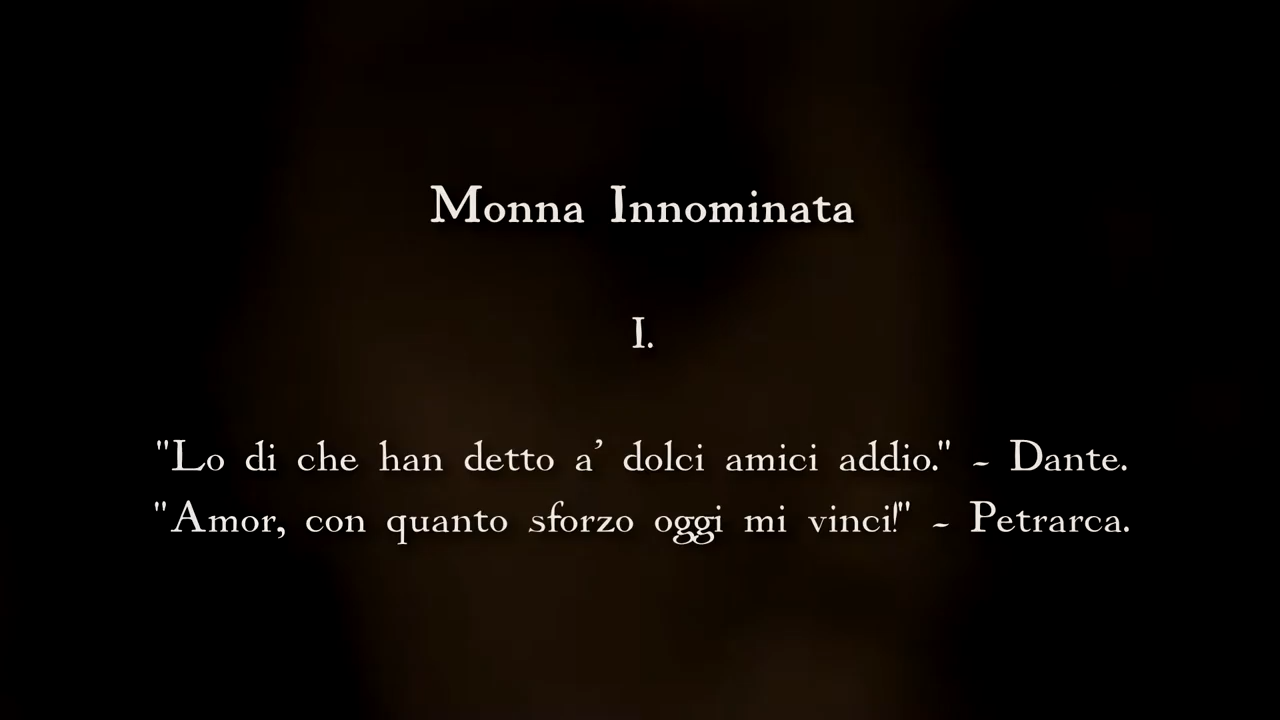 Monna Innominata
I.
"Lo di che han detto a’ dolci amici addio." - Dante.
"Amor, con quanto sforzo oggi mi vinci!" - Petrarca.